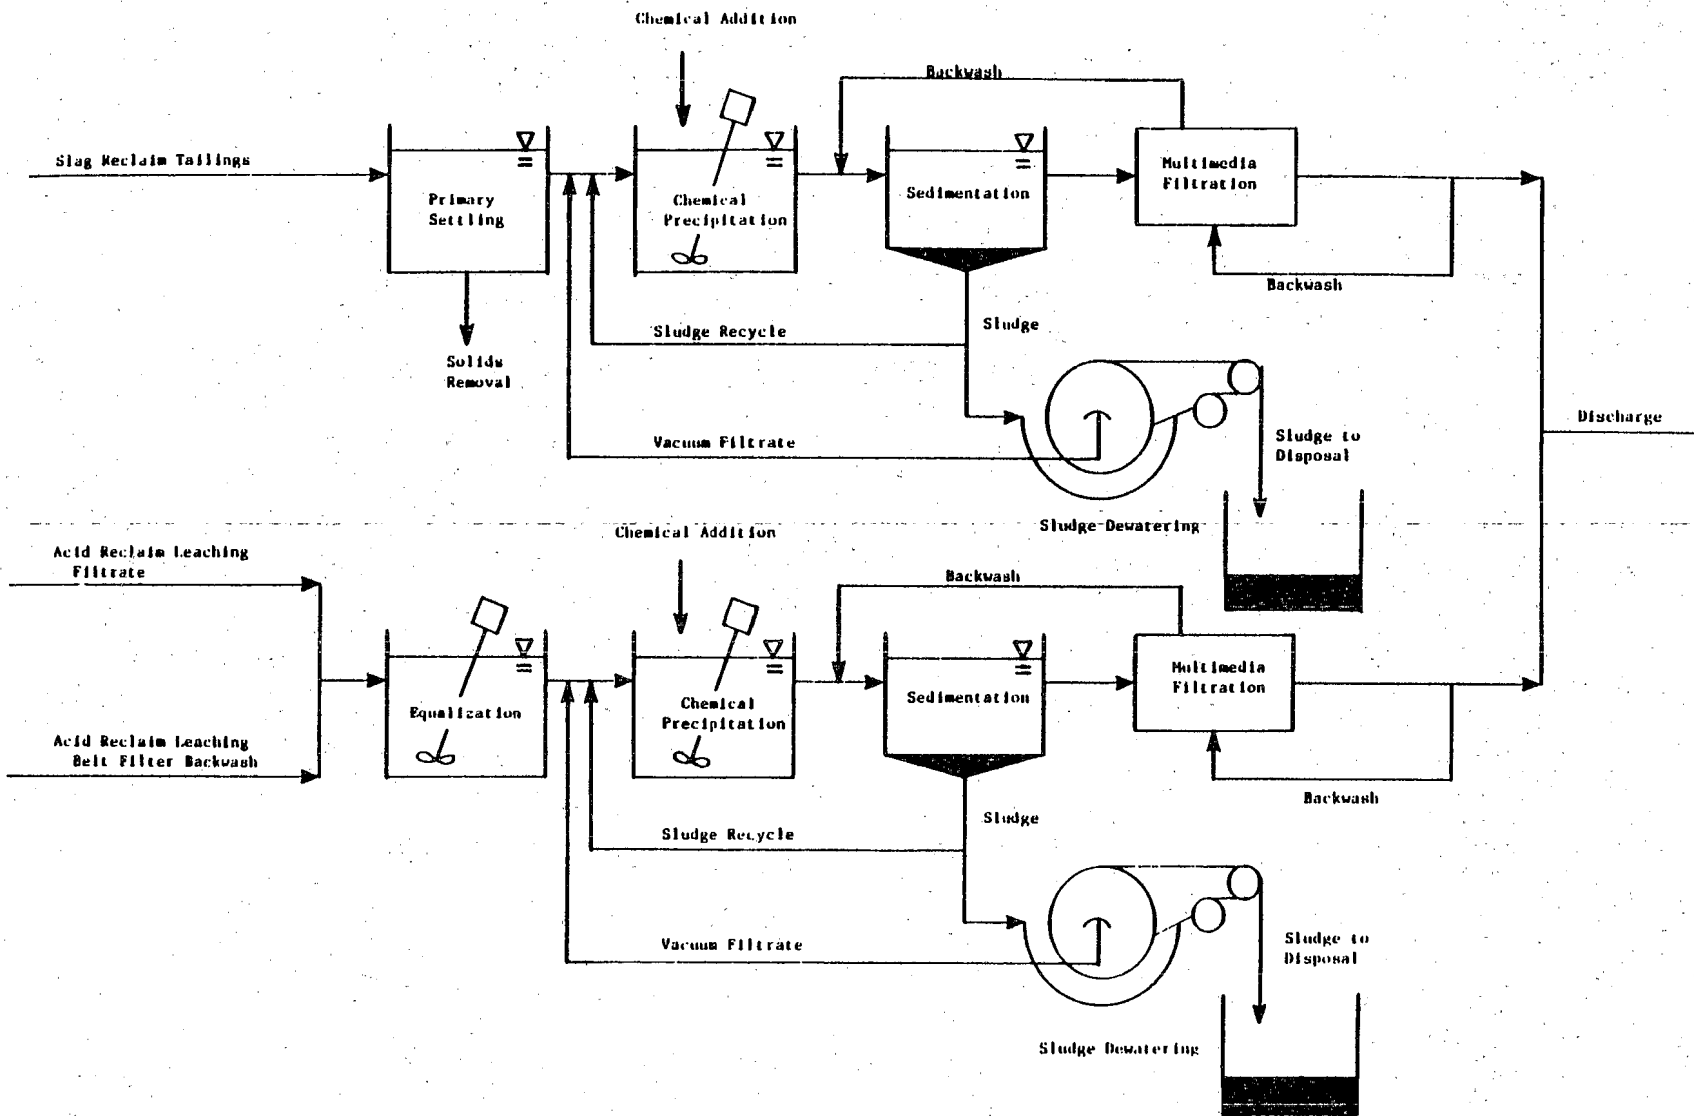 Chemical Addition
Backwash
Slag Reclaim Tailings
Primary
Settling
Chemical
Precipitation
Sedimentation
Multimedia
Filtration
Backwash
Solids
Removal
Sludge Recycle
Sludge
Vacuum Filtrate
Sludge to
Disposal
Sludge Dewatering
Discharge
Chemical Addition
Acid Reclaim Leaching
Filtrate
Backwash
Acid Reclaim Leaching
Belt Filter Backwash
Equalization
Chemical
Precipitation
Sedimentation
Multimedia
Filtration
Backwash
Sludge Recycle
Sludge
Vacuum Filtrate
Sludge to
Disposal
Sludge Dewatering